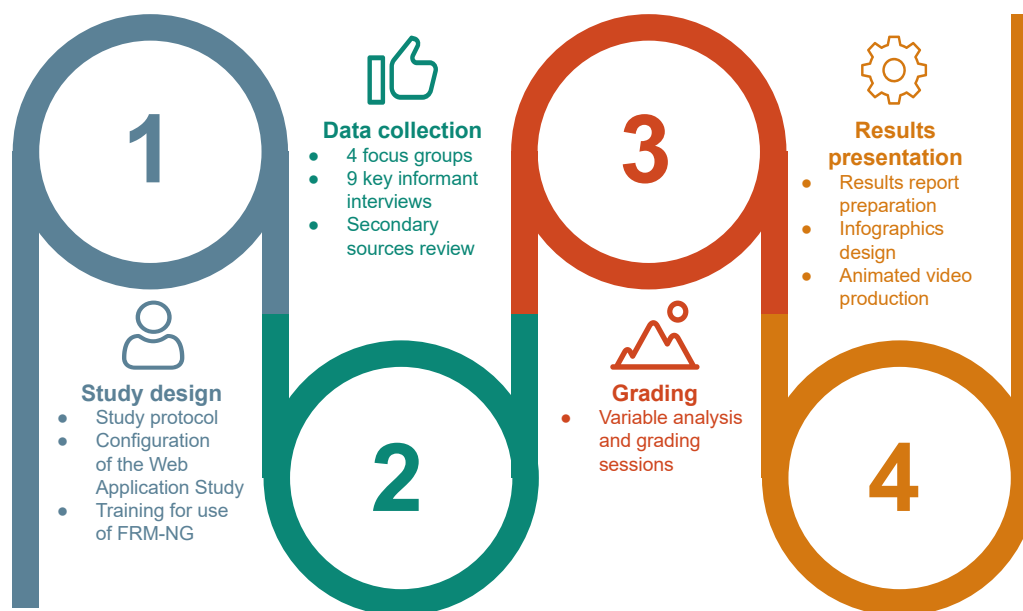 1
Study design
● Study protocol
● Configuration
of the Web
Application Study
● Training for use
of FRM-NG
Data collection
● 4 focus groups
● 9 key informant
interviews
● Secondary
sources review
2
3
Grading
● Variable analysis
and grading
sessions
Results
presentation
● Results report
preparation
● Infographics
design
● Animated video
production
4